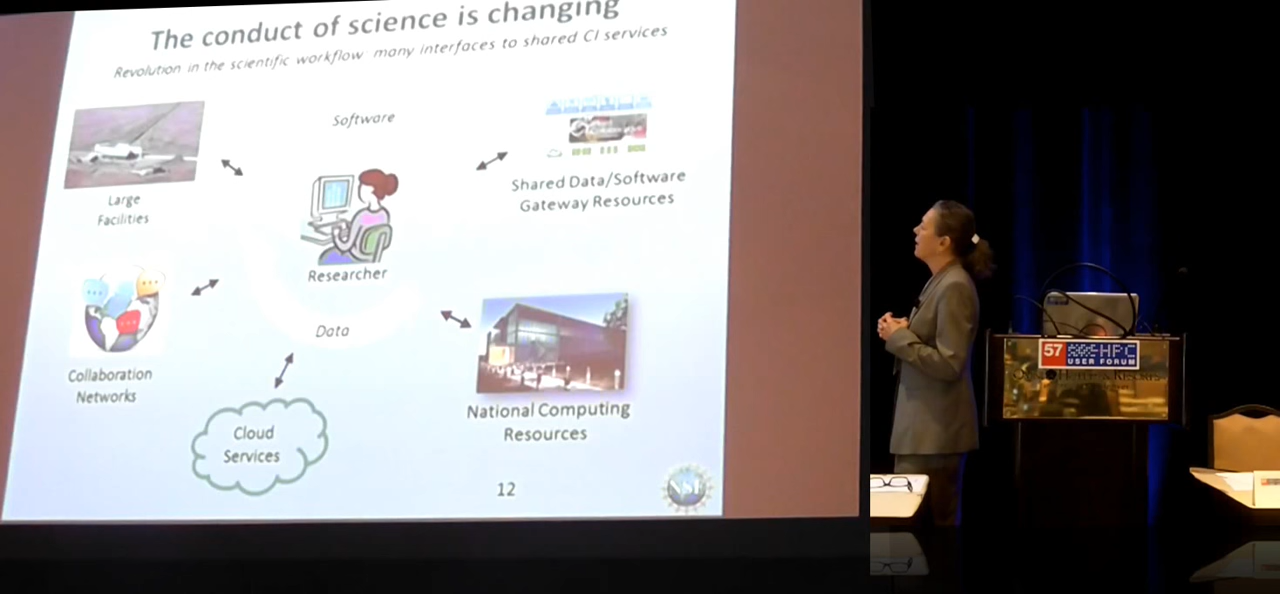 The conduct of science is changing
Revolution in the scientific workflow many interfaces to shared CI services
Software
Large
Facilities
Shared Data/Software
Gateway Resources
Researcher
Data
Collaboration
Networks
National Computing
Resources
Cloud
Services
12
NSF
57 HPC
USER FORUM